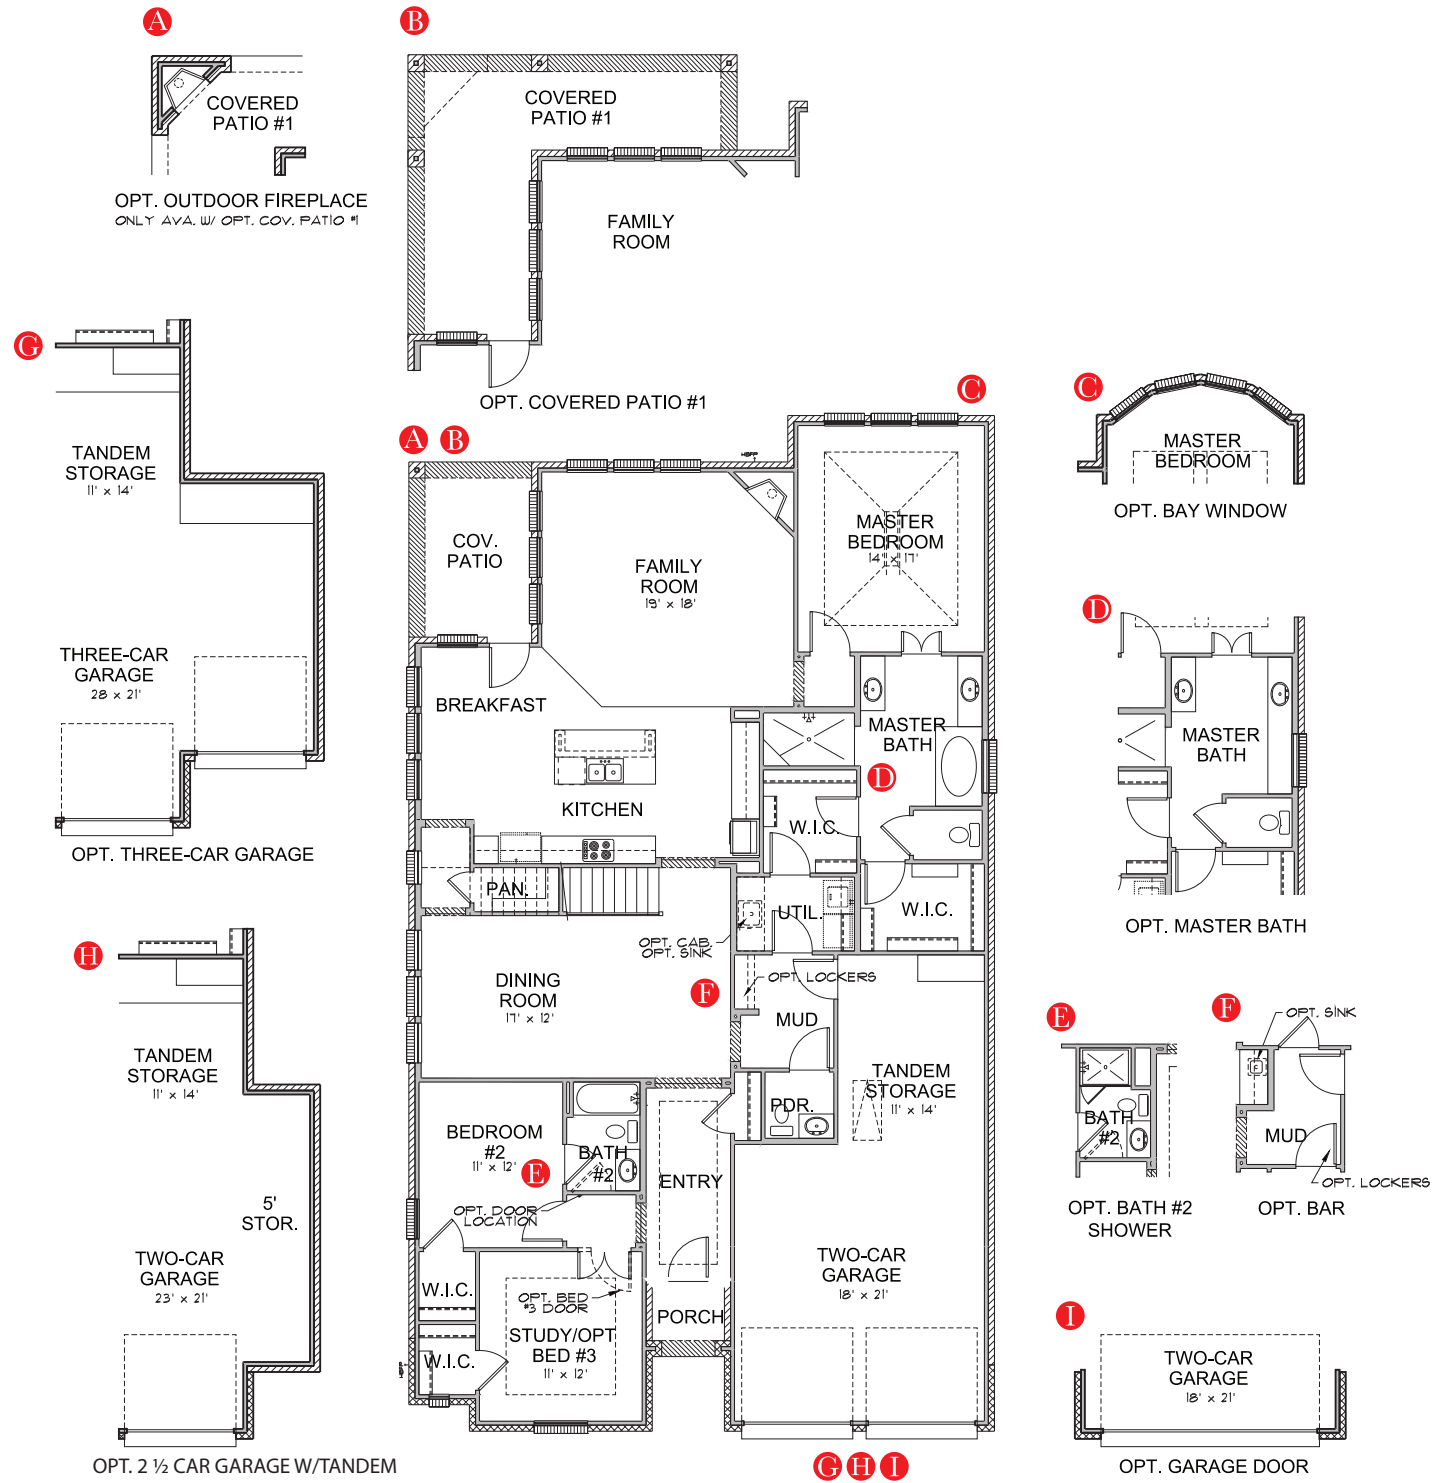 A
COVERED
PATIO #1
OPT. OUTDOOR FIREPLACE
ONLY AVA. W/ OPT. COV. PATIO #1
B
COVERED
PATIO #1
FAMILY
ROOM
OPT. COVERED PATIO #1
G
TANDEM
STORAGE
11' x 14'
THREE-CAR
GARAGE
28 x 21'
OPT. THREE-CAR GARAGE
H
TANDEM
STORAGE
11' x 14'
5'
STOR.
TWO-CAR
GARAGE
23' x 21'
OPT. 2 ½ CAR GARAGE W/TANDEM
A B
C
COV.
PATIO
FAMILY
ROOM
19' x 18'
MASTER
BEDROOM
14' x 17'
BREAKFAST
KITCHEN
MASTER
BATH
D
W.I.C.
PAN.
UTIL.
W.I.C.
OPT. CAB.
OPT. SINK
OPT. LOCKERS
DINING
ROOM
17' x 12'
F
MUD
TANDEM
STORAGE
11' x 14'
PDR.
BEDROOM
#2
11' x 12'
E
BATH
#2
ENTRY
OPT. DOOR
LOCATION
W.I.C.
OPT. BED
#3 DOOR
PORCH
TWO-CAR
GARAGE
18' x 21'
W.I.C.
STUDY/OPT
BED #3
11' x 12'
G H I
C
MASTER
BEDROOM
OPT. BAY WINDOW
D
MASTER
BATH
OPT. MASTER BATH
E
BATH
#2
OPT. BATH #2
SHOWER
F
OPT. SINK
MUD
OPT. LOCKERS
OPT. BAR
I
TWO-CAR
GARAGE
18' x 21'
OPT. GARAGE DOOR